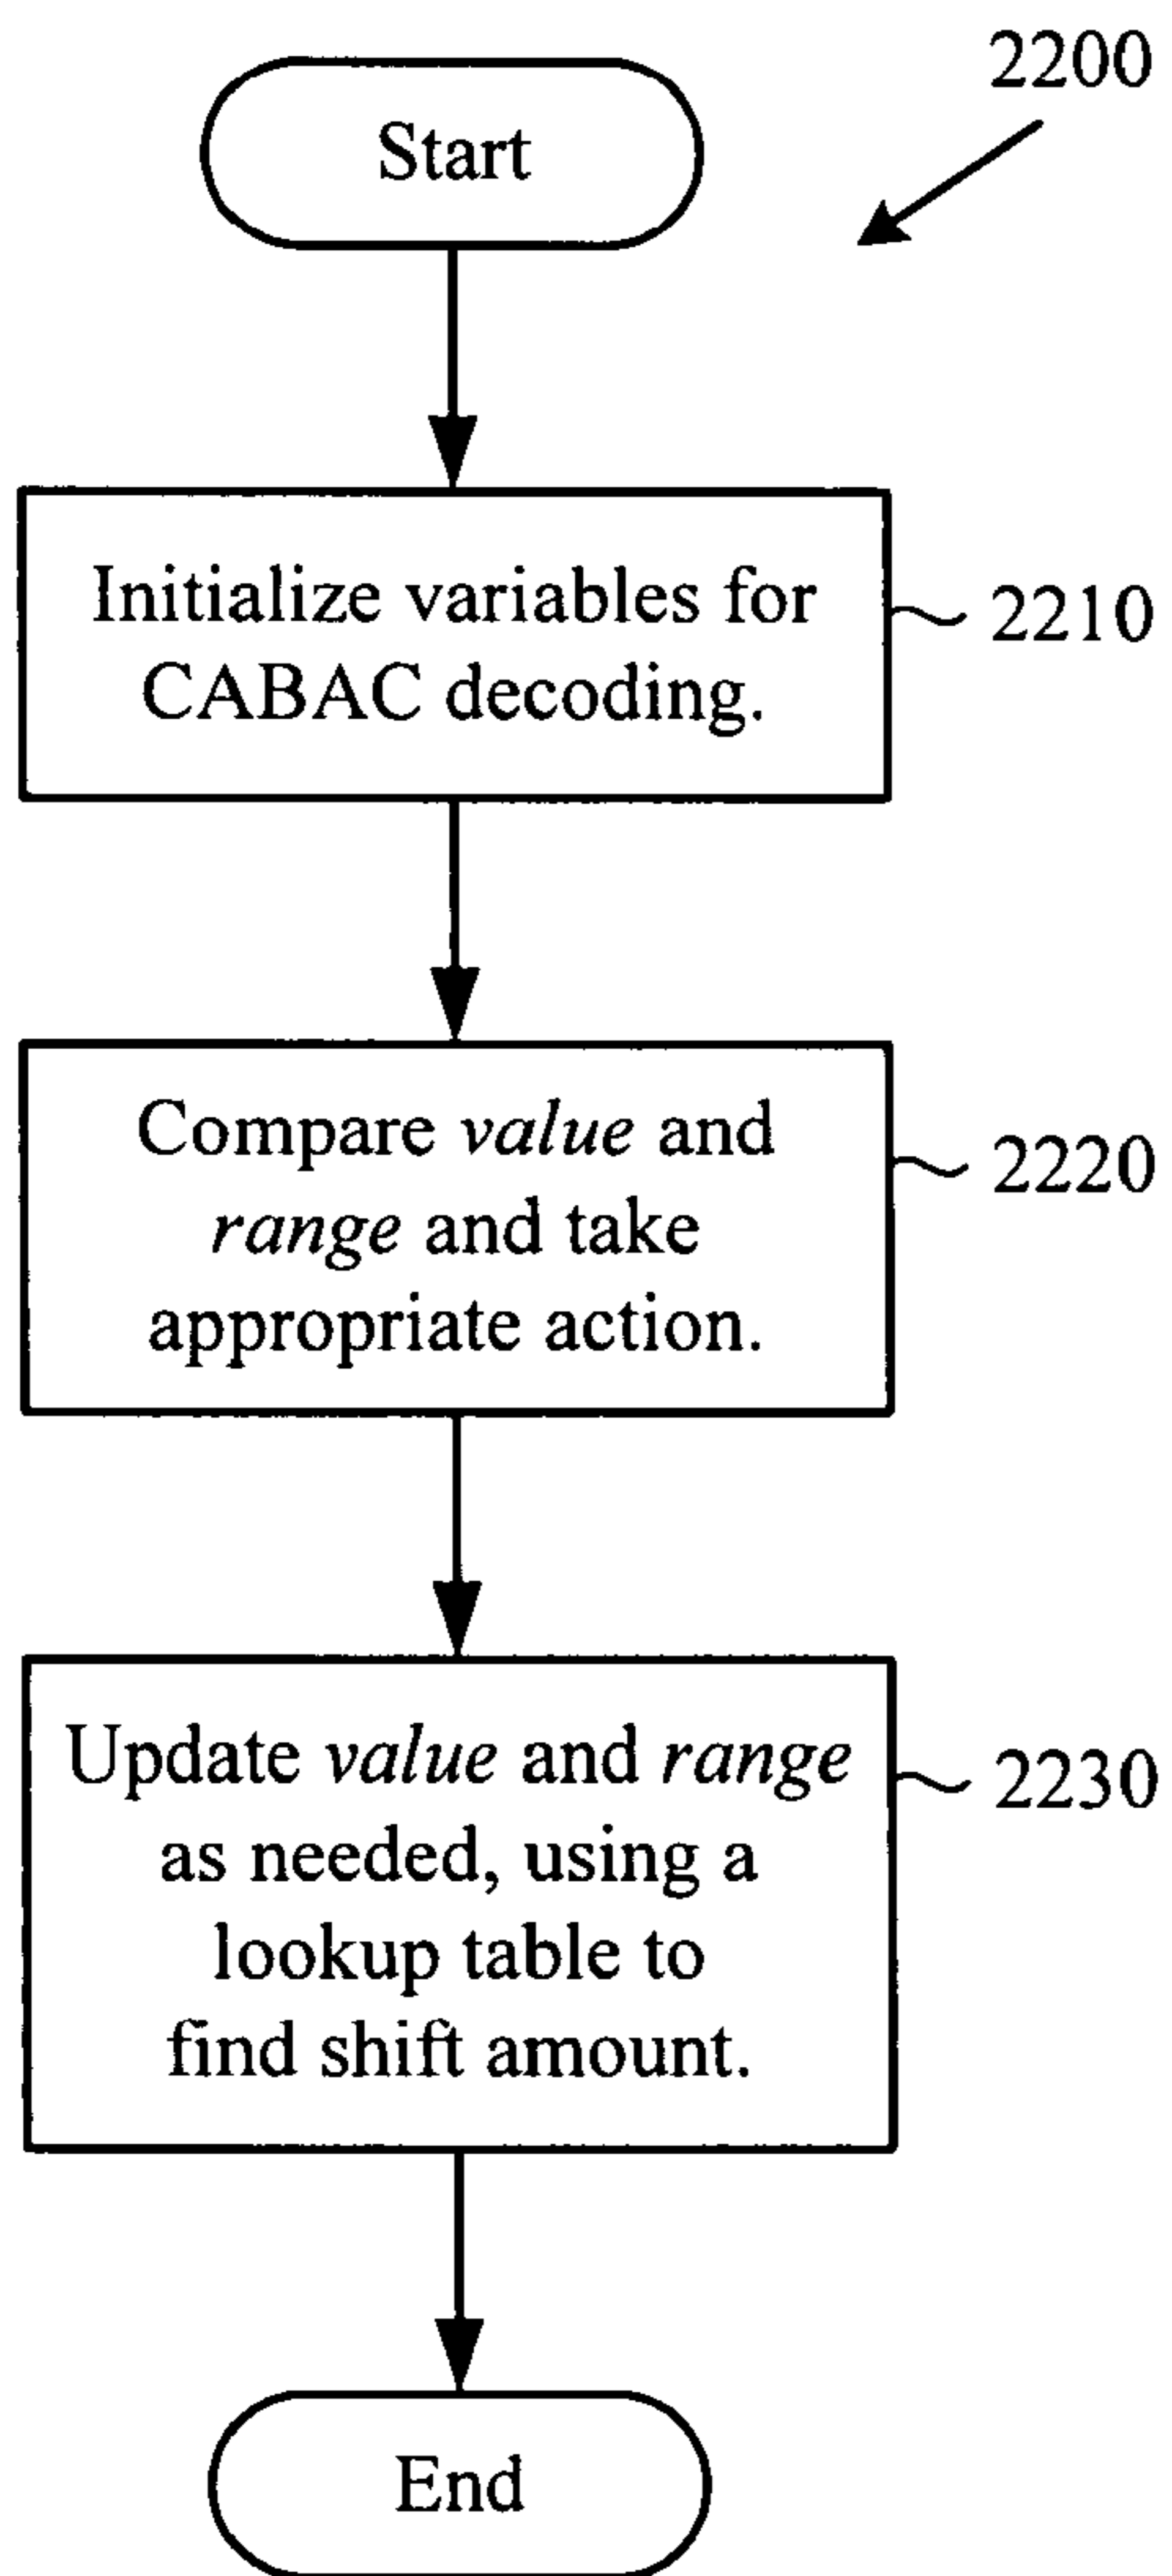 2200
Start
Initialize variables for
CABAC decoding.
2210
Compare value and
range and take
appropriate action.
2220
Update value and range
as needed, using a
lookup table to
find shift amount.
2230
End